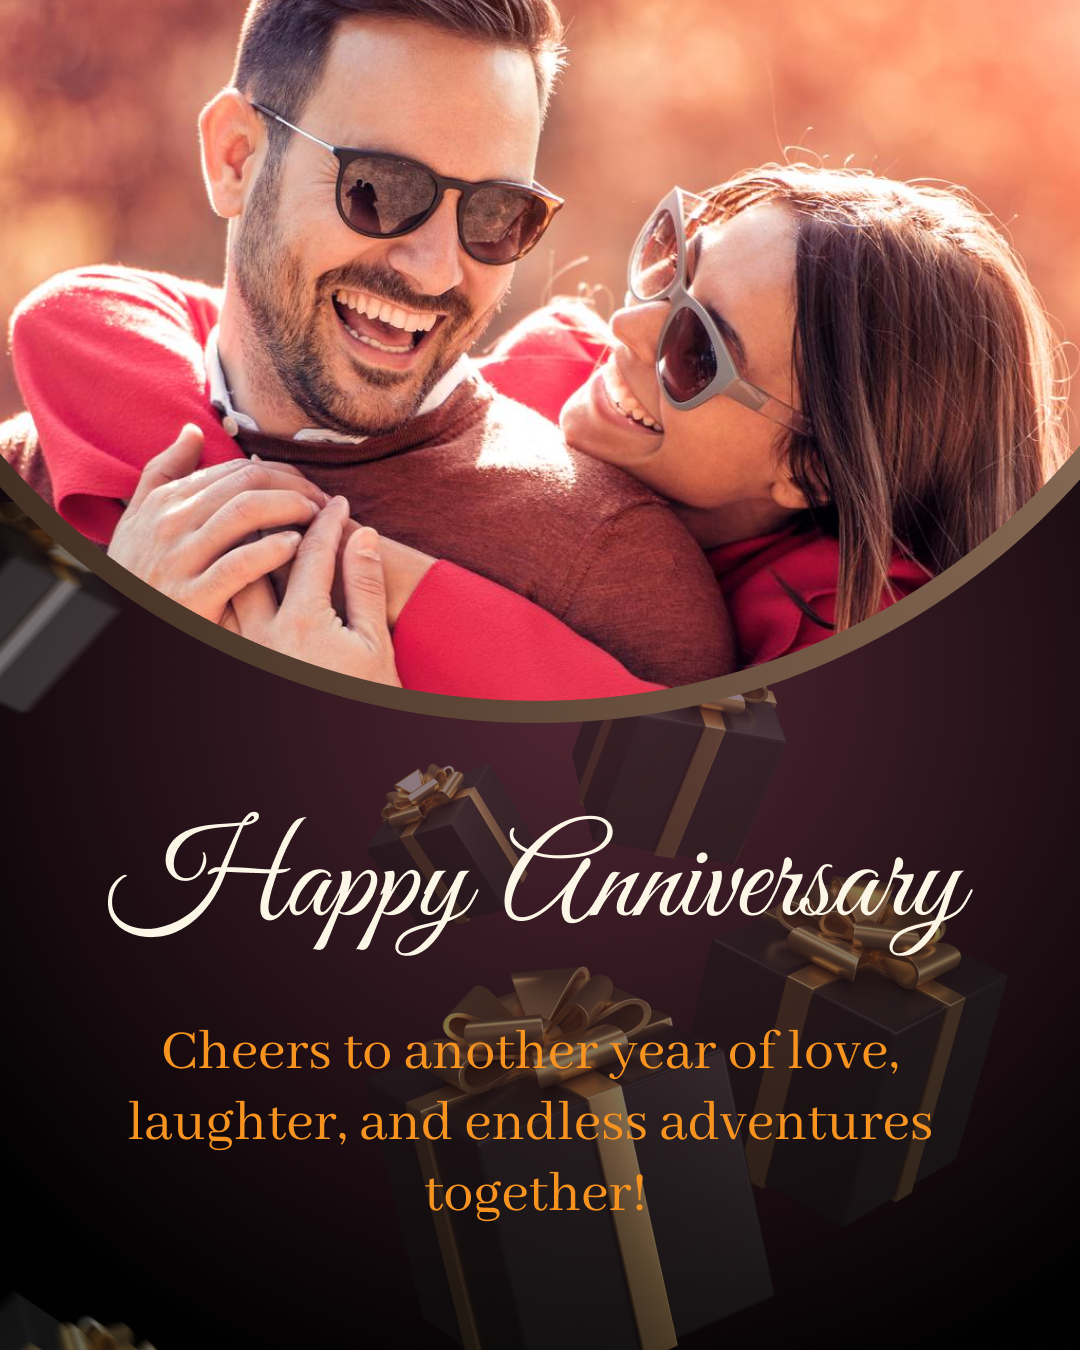 Happy Anniversary
Cheers to another year of love,
laughter, and endless adventures
together!